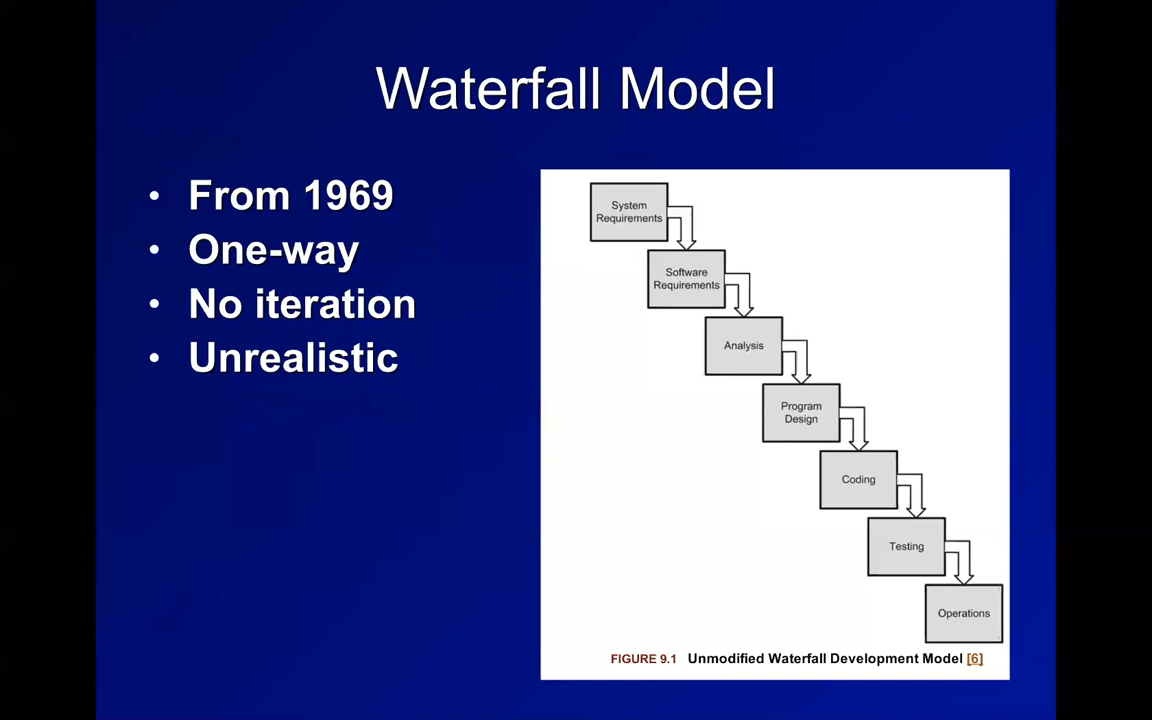 Waterfall Model
• From 1969
• One-way
• No iteration
• Unrealistic
System
Requirements
Software
Requirements
Analysis
Program
Design
Coding
Testing
Operations
FIGURE 9.1 Unmodified Waterfall Development Model [6]